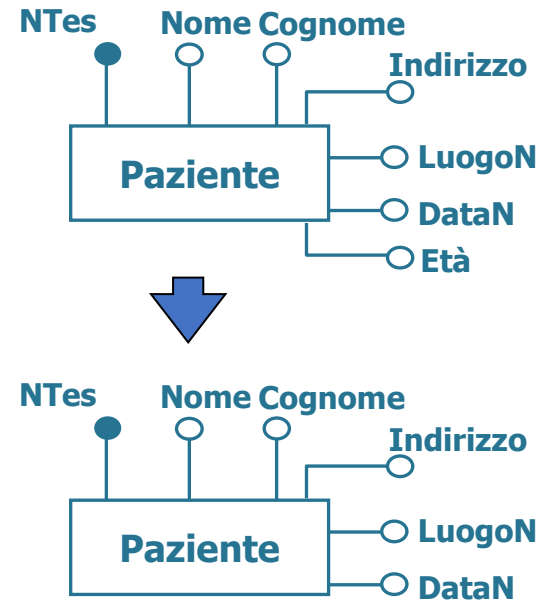 NTes
Nome Cognome
Indirizzo
Paziente
LuogoN
DataN
Età
NTes
Nome Cognome
Indirizzo
Paziente
LuogoN
DataN